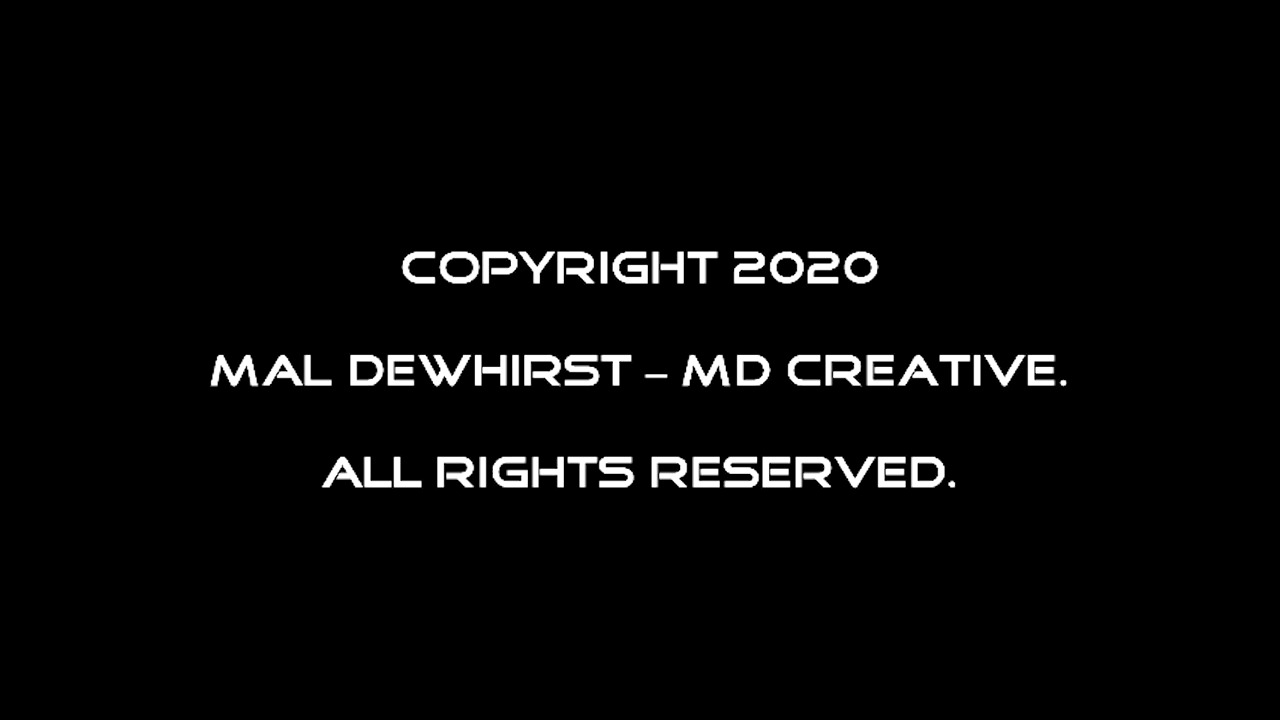 COPYRIGHT 2020
MAL DEWHIRST – MD CREATIVE.
ALL RIGHTS RESERVED.